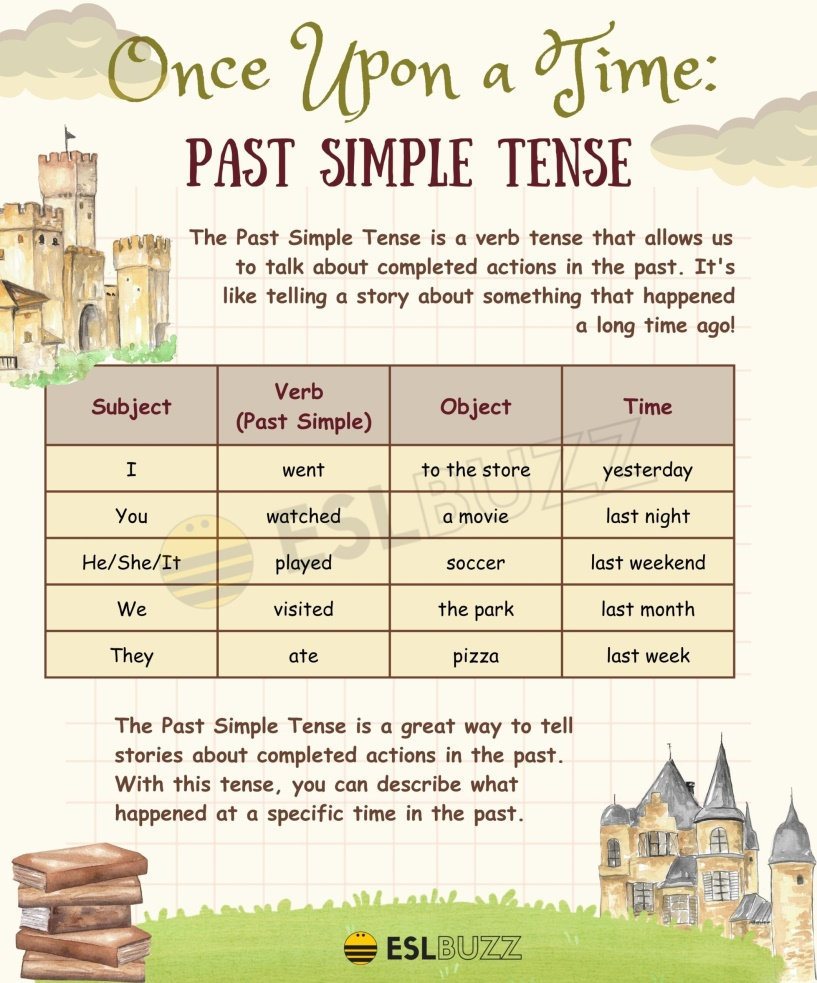 Once Upon a Time:
PAST SIMPLE TENSE
The Past Simple Tense is a verb tense that allows us
to talk about completed actions in the past. It's
like telling a story about something that happened
a long time ago!
Subject Verb (Past Simple) Object Time
I went to the store yesterday
You watched a movie last night
He/She/It played soccer last weekend
We visited the park last month
They ate pizza last week
ESLBUZZ
The Past Simple Tense is a great way to tell
stories about completed actions in the past.
With this tense, you can describe what
happened at a specific time in the past.
ESLBUZZ